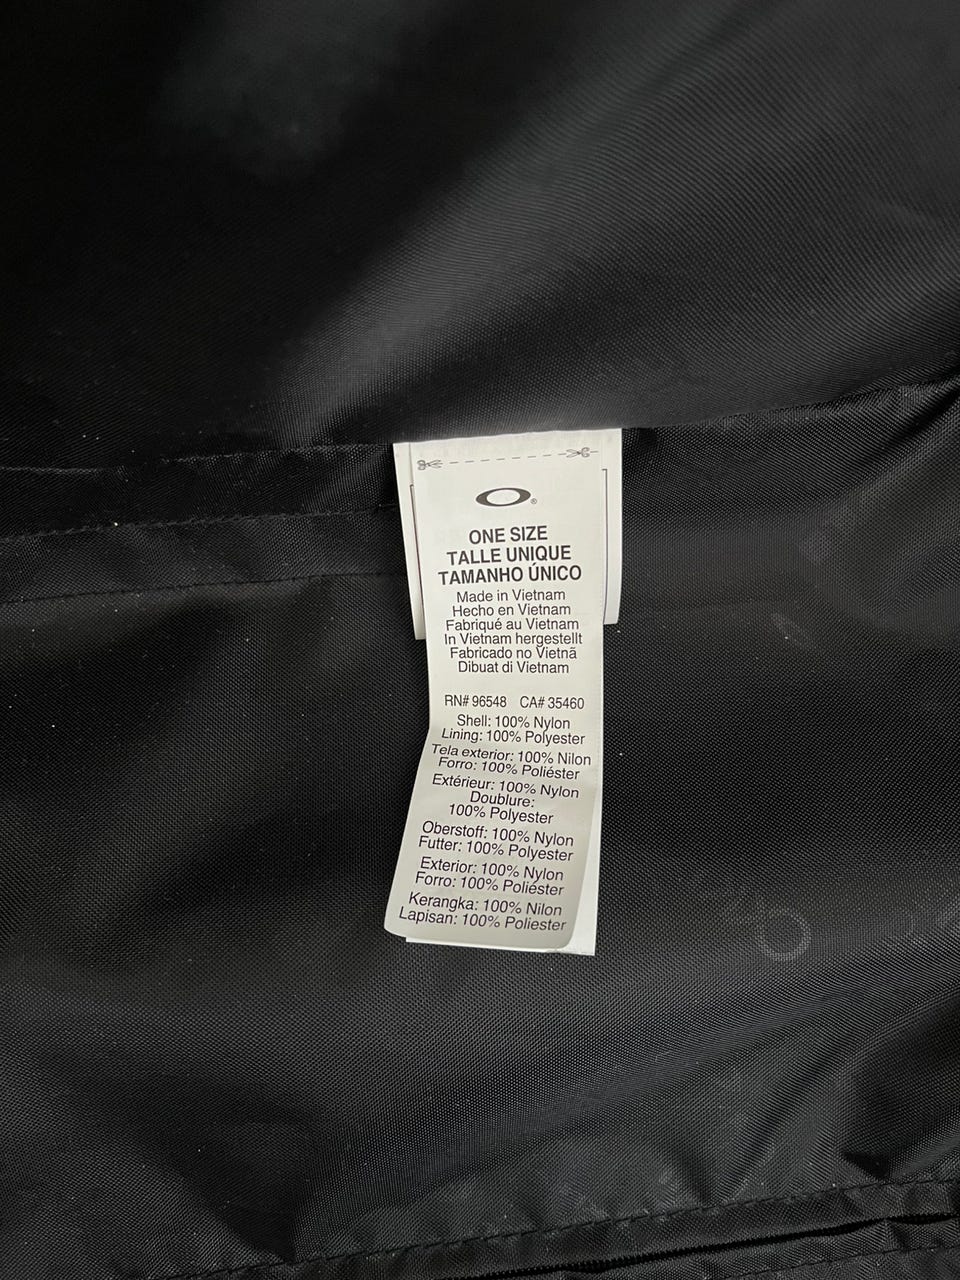 ONE SIZE
TALLE UNIQUE
TAMANHO ÚNICO
Made in Vietnam
Hecho en Vietnam
Fabriqué au Vietnam
In Vietnam hergestellt
Fabricado no Vietnã
Dibuat di Vietnam
RN# 96548 CA# 35460
Shell: 100% Nylon
Lining: 100% Polyester
Tela exterior: 100% Nilon
Forro: 100% Poliéster
Extérieur: 100% Nylon
Doublure:
100% Polyester
Oberstoff: 100% Nylon
Futter: 100% Polyester
Exterior: 100% Nylon
Forro: 100% Poliéster
Kerangka: 100% Nilon
Lapisan: 100% Poliester